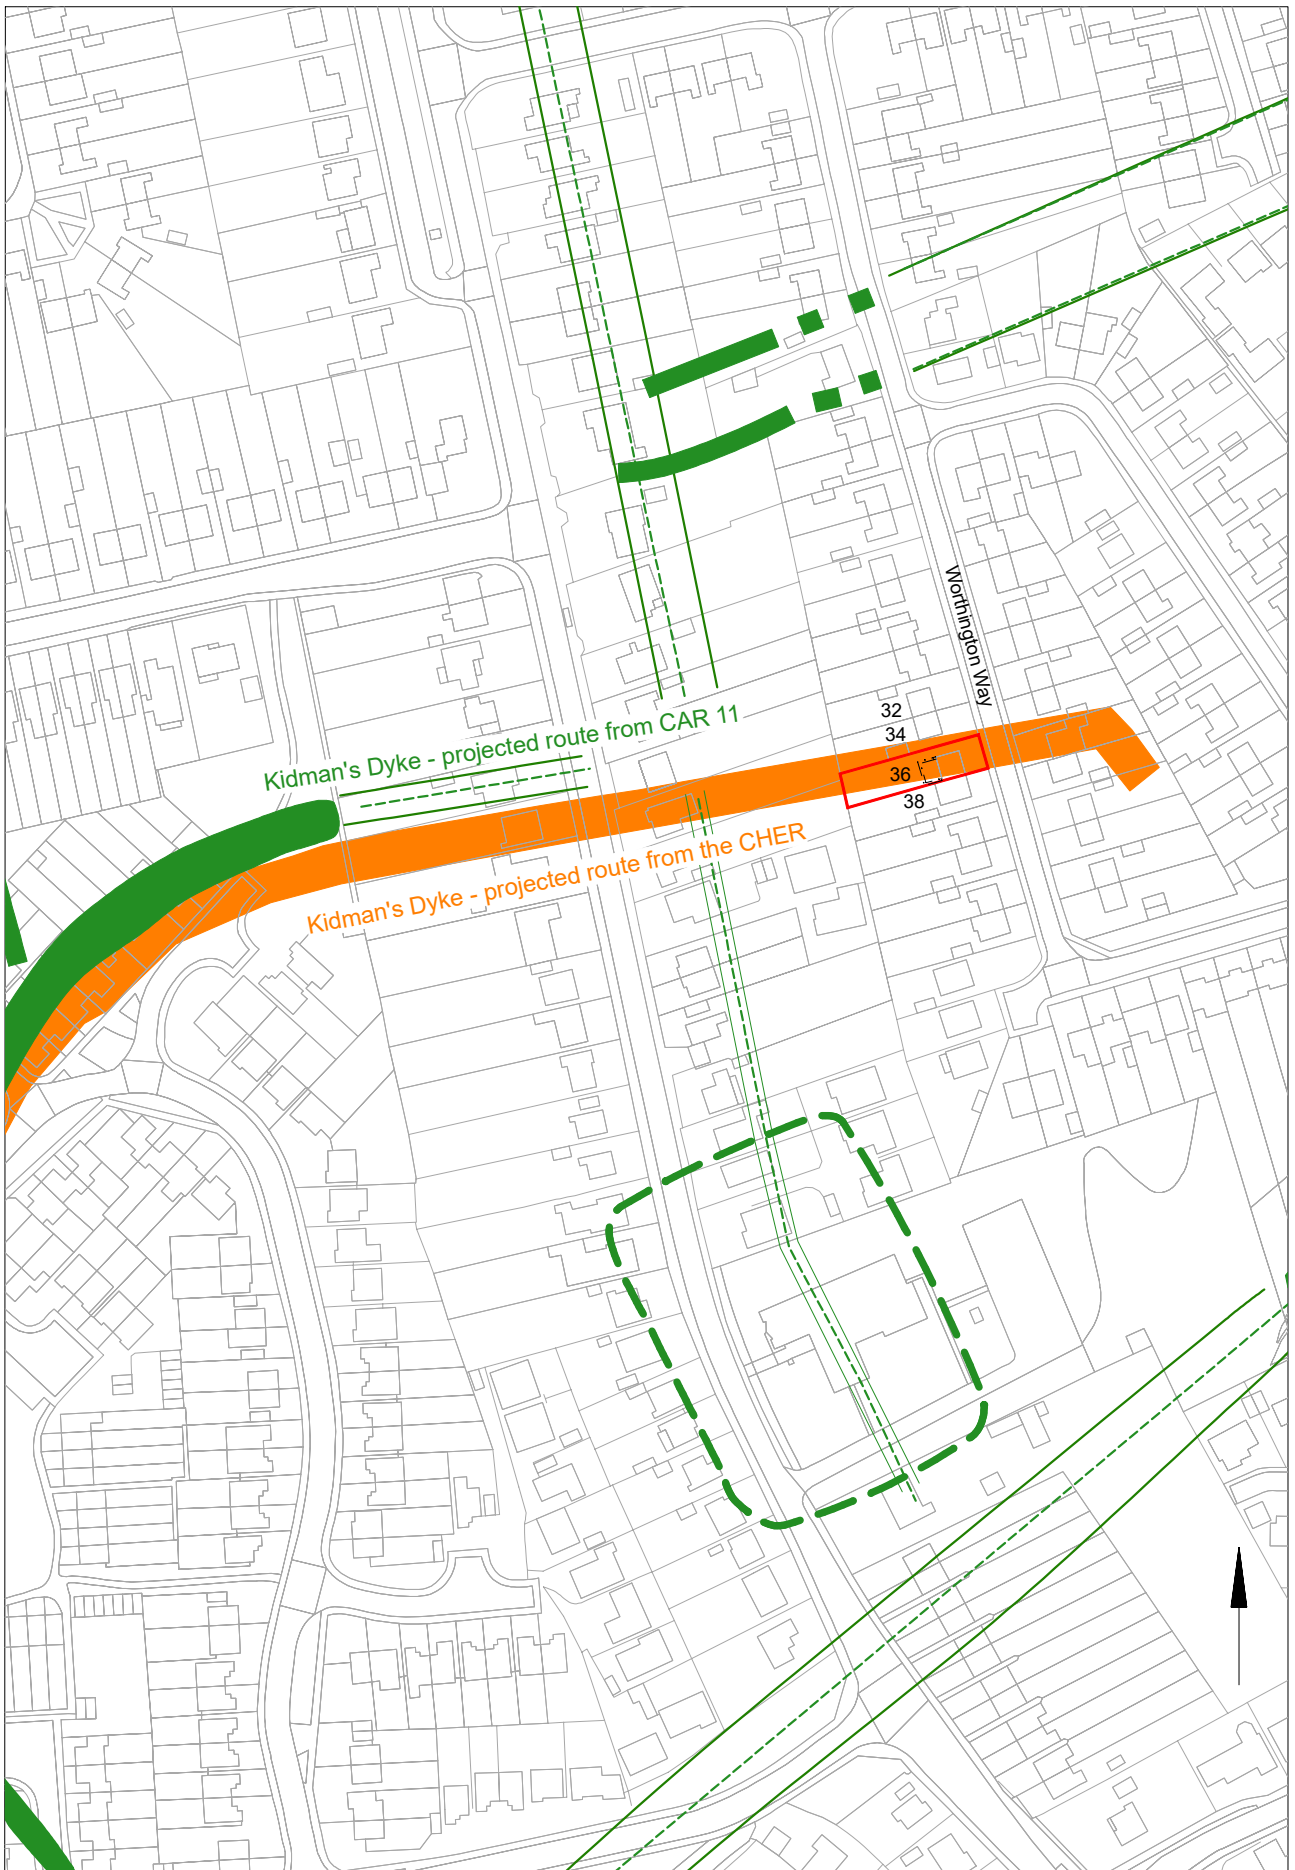 Worthington Way
32
Kidman's Dyke - projected route from CAR 11
34
36
38
Kidman's Dyke - projected route from the CHER